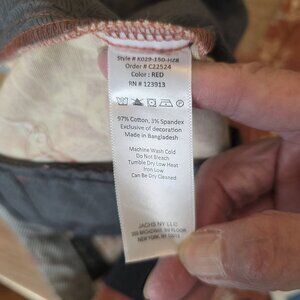 Style # K029-150-HZ8
Order # C22524
Color : RED
RN # 123913
97% Cotton, 3% Spandex
Exclusive of decoration
Made in Bangladesh
Machine Wash Cold
Do Not Bleach
Tumble Dry Low Heat
Iron Low
Can Be Dry Cleaned
JACHS NY LLC
NEW YORK, NY